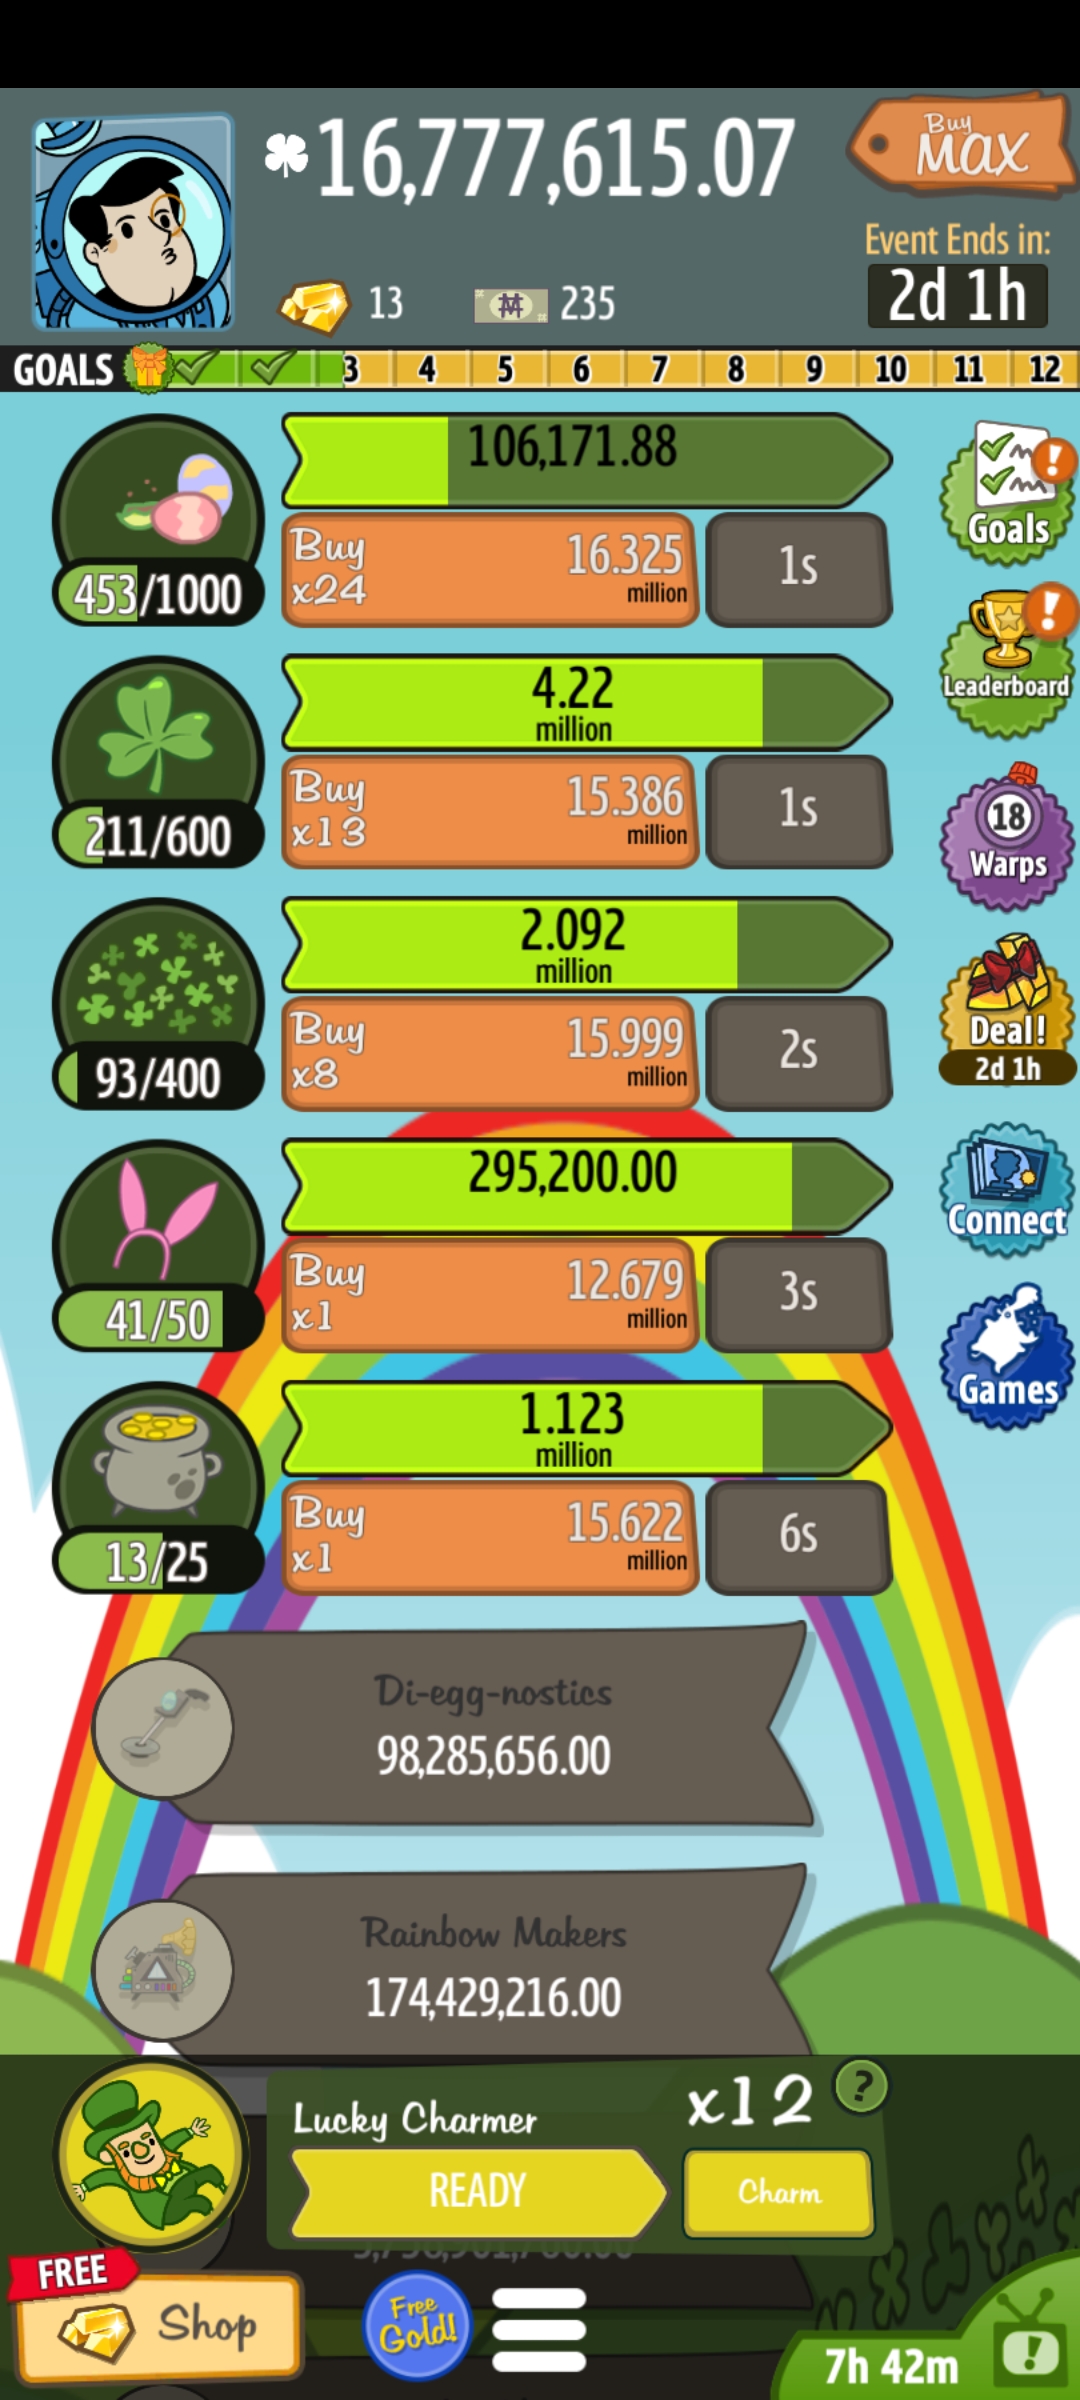 16,777,615.07
Buy
MAX
Event Ends in:
2d 1h
13
235
GOALS
3 4 5 6 7 8 9 10 11 12
106,171.88
453/1000
Buy
x24
16.325
million
1s
Goals
4.22
million
211/600
Buy
x13
15.386
million
1s
Leaderboard
18
Warps
2.092
million
93/400
Buy
x8
15.999
million
2s
Deal!
2d 1h
295,200.00
41/50
Buy
x1
12.679
million
3s
Connect
1.123
million
13/25
Buy
x1
15.622
million
6s
Games
Di-egg-nostics
98,285,656.00
Rainbow Makers
174,429,216.00
Lucky Charmer
x12
?
READY
Charm
FREE
Shop
Free
Gold!
7h 42m